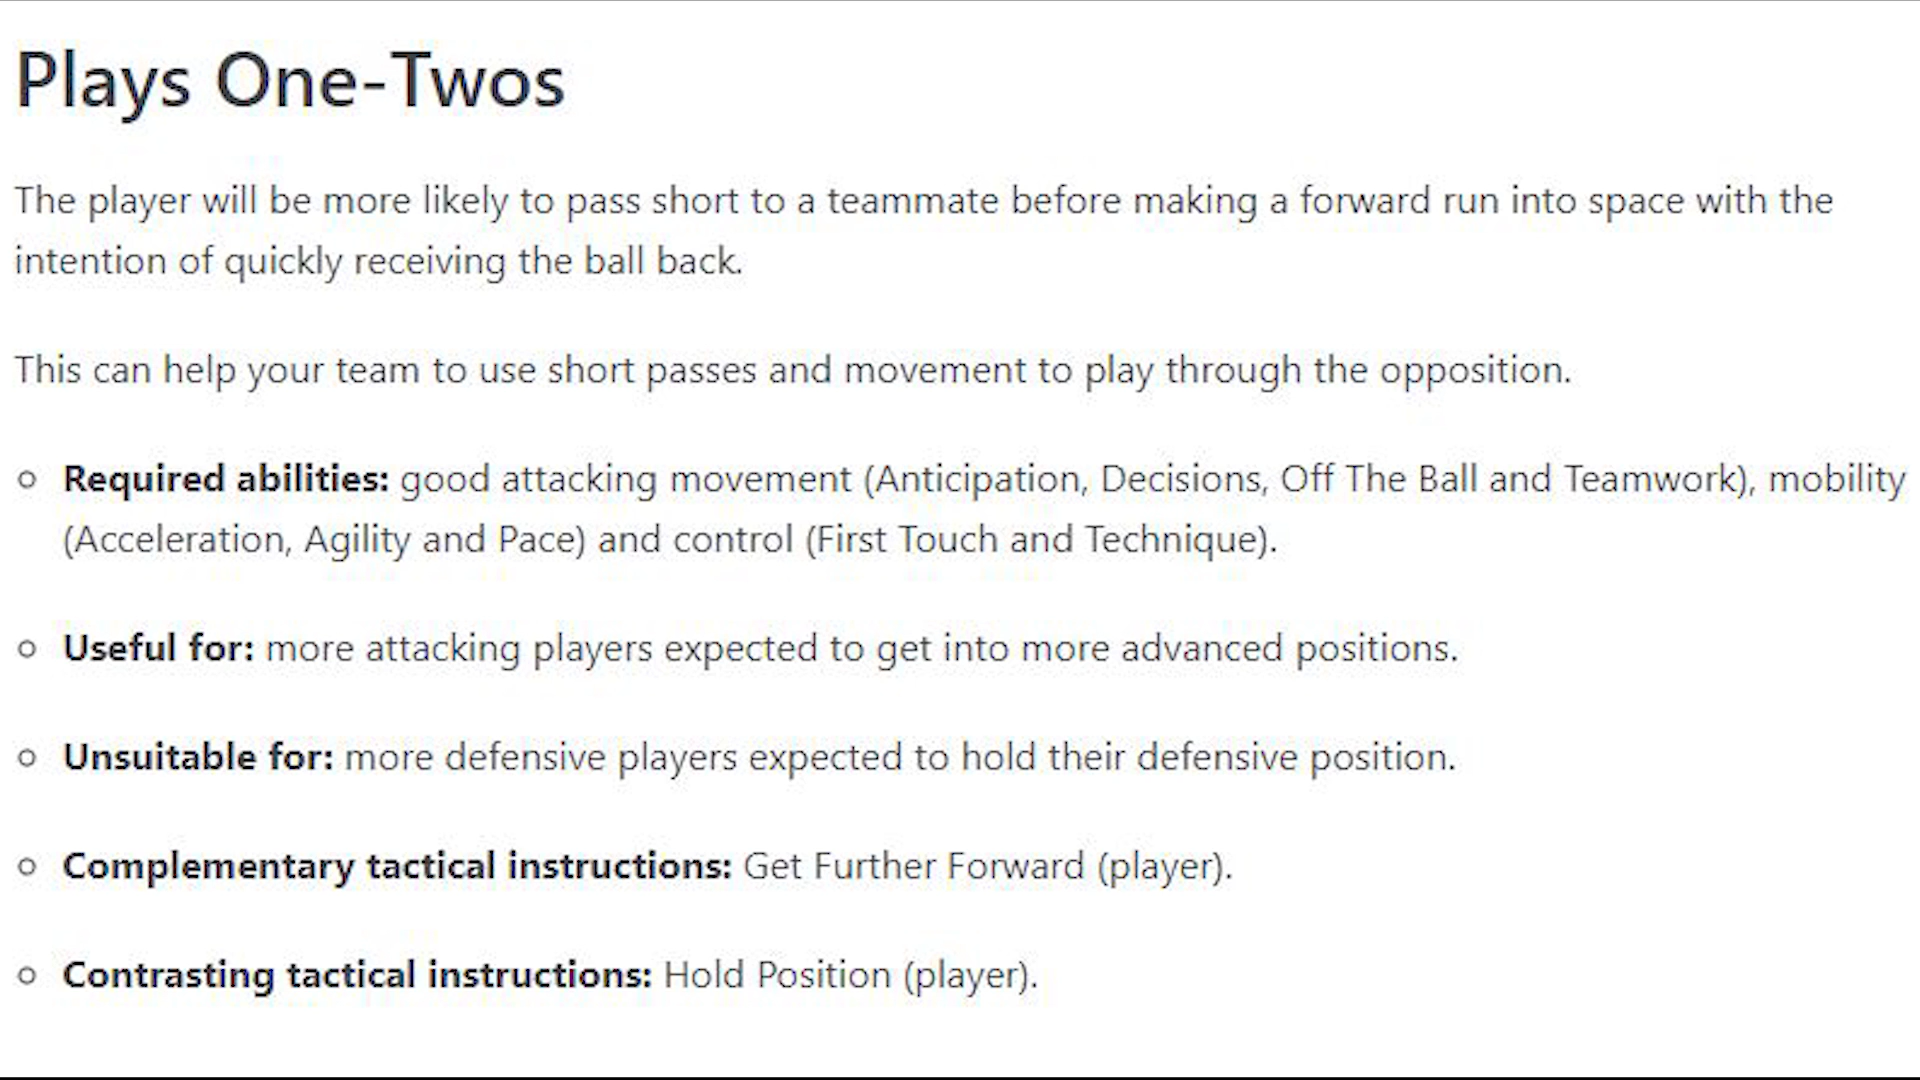 Plays One-Twos
The player will be more likely to pass short to a teammate before making a forward run into space with the
intention of quickly receiving the ball back.
This can help your team to use short passes and movement to play through the opposition.
Required abilities: good attacking movement (Anticipation, Decisions, Off The Ball and Teamwork), mobility
(Acceleration, Agility and Pace) and control (First Touch and Technique).
Useful for: more attacking players expected to get into more advanced positions.
Unsuitable for: more defensive players expected to hold their defensive position.
Complementary tactical instructions: Get Further Forward (player).
Contrasting tactical instructions: Hold Position (player).